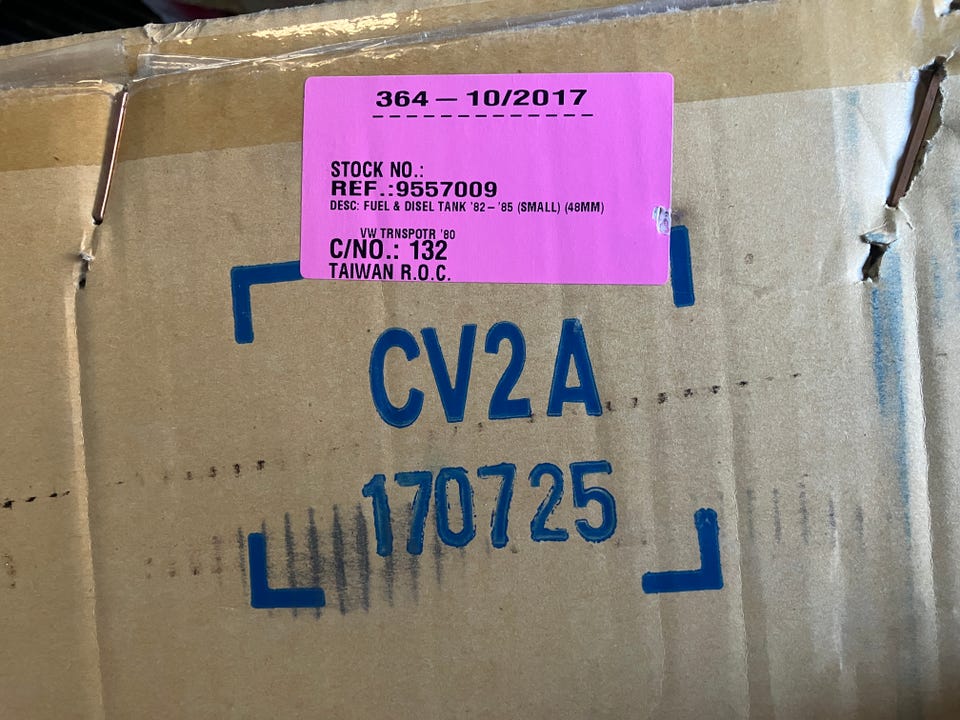 364 — 10/2017
STOCK NO.:
REF.:9557009
DESC: FUEL & DISEL TANK '82 – '85 (SMALL) (48MM)
VW TRNSPOTR '80
C/NO.: 132
TAIWAN R.O.C.
CV2A
170725